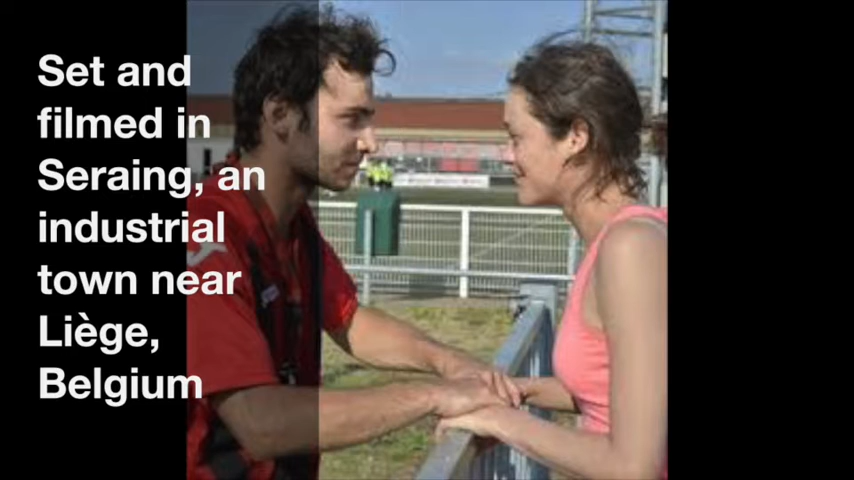 Set and
filmed in
Seraing, an
industrial
town near
Liège,
Belgium